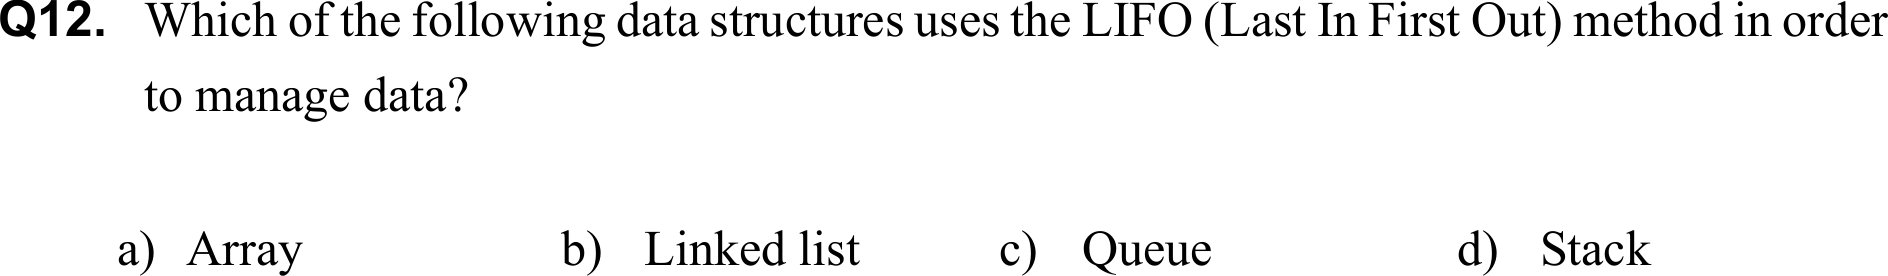 Q12. Which of the following data structures uses the LIFO (Last In First Out) method in order
to manage data?
a) Array b) Linked list c) Queue d) Stack